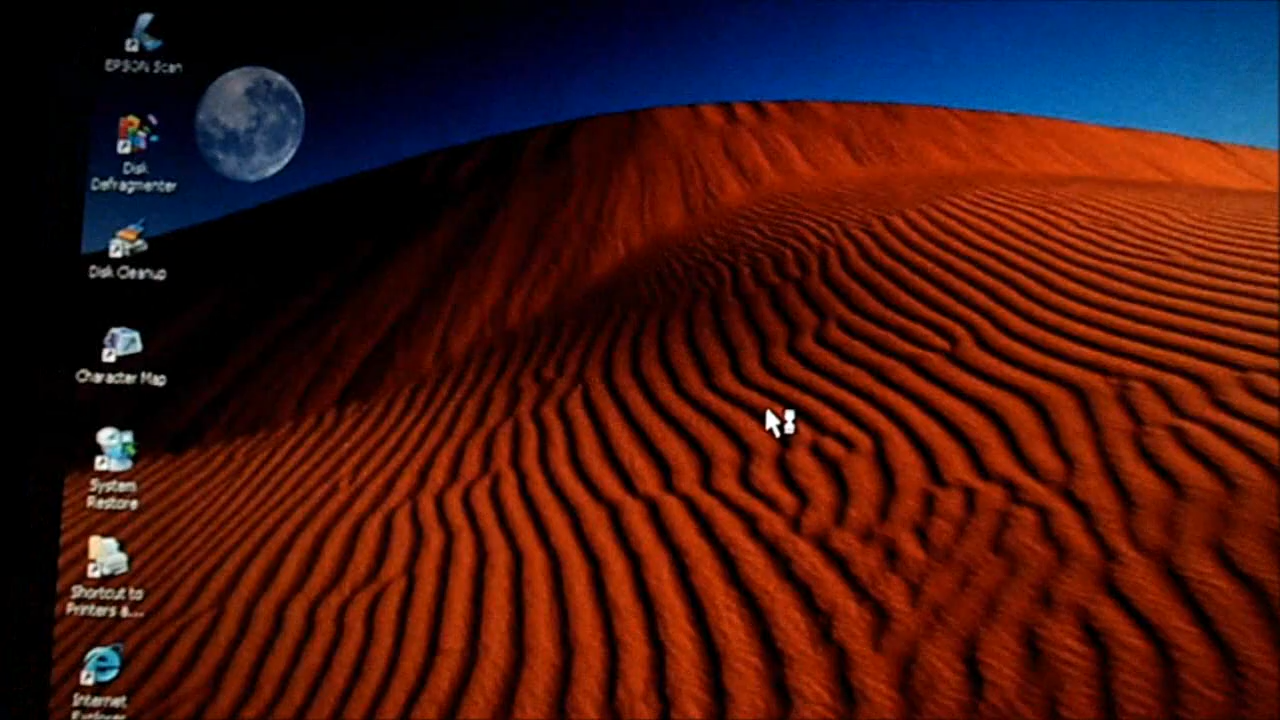 EPSON Scan
Disk
Defragmenter
Disk Cleanup
Character Map
System
Restore
Shortcut to
Printers a....
Internet
Explorer